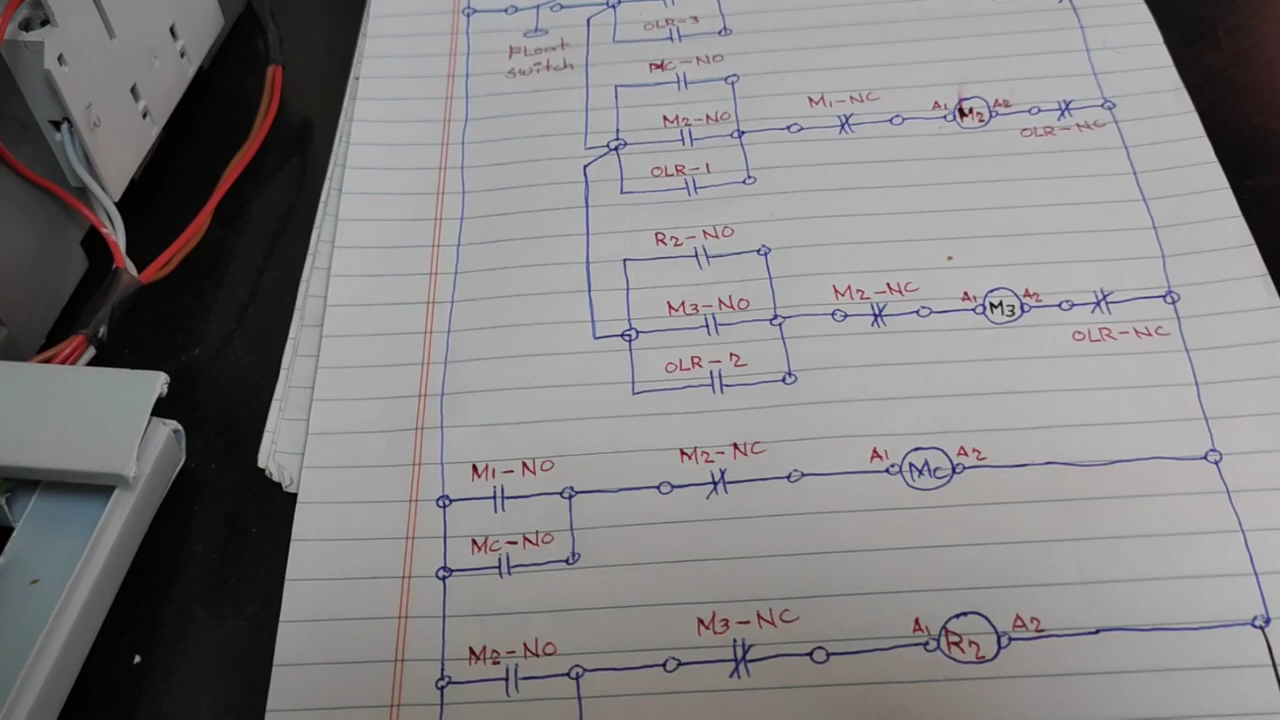 OLR-3
Float
switch
MC-NO
M2-NO M1-NC A1 M2 A2
OLR-NC
OLR-1
R2-NO
M3-NO M2-NC A1 M3 A2
OLR-NC
OLR-2
M1-NO M2-NC A1 Mc A2
Mc-NO
M2-NO M3-NC A1 R2 A2